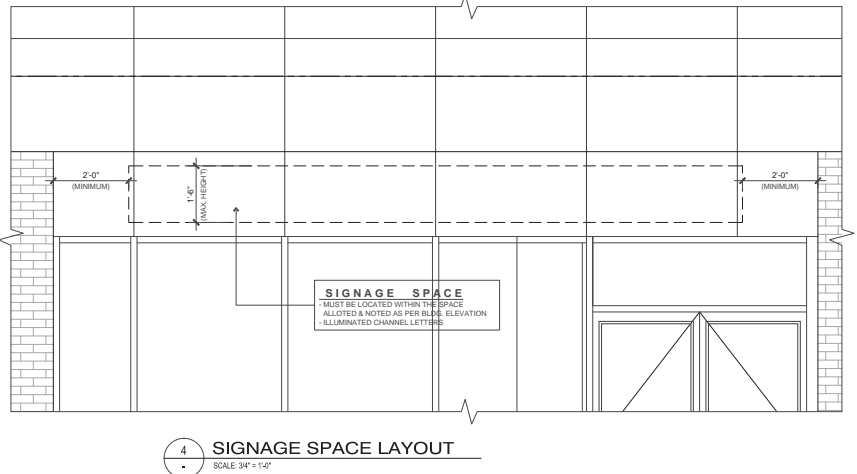 2'-0"
(MINIMUM)
1'-6"
(MAX. HEIGHT)
2'-0"
(MINIMUM)
SIGNAGE SPACE
- MUST BE LOCATED WITHIN THE SPACE
ALLOTED & NOTED AS PER BLDG. ELEVATION
- ILLUMINATED CHANNEL LETTERS
4
-
SIGNAGE SPACE LAYOUT
SCALE: 3/4" = 1'-0"